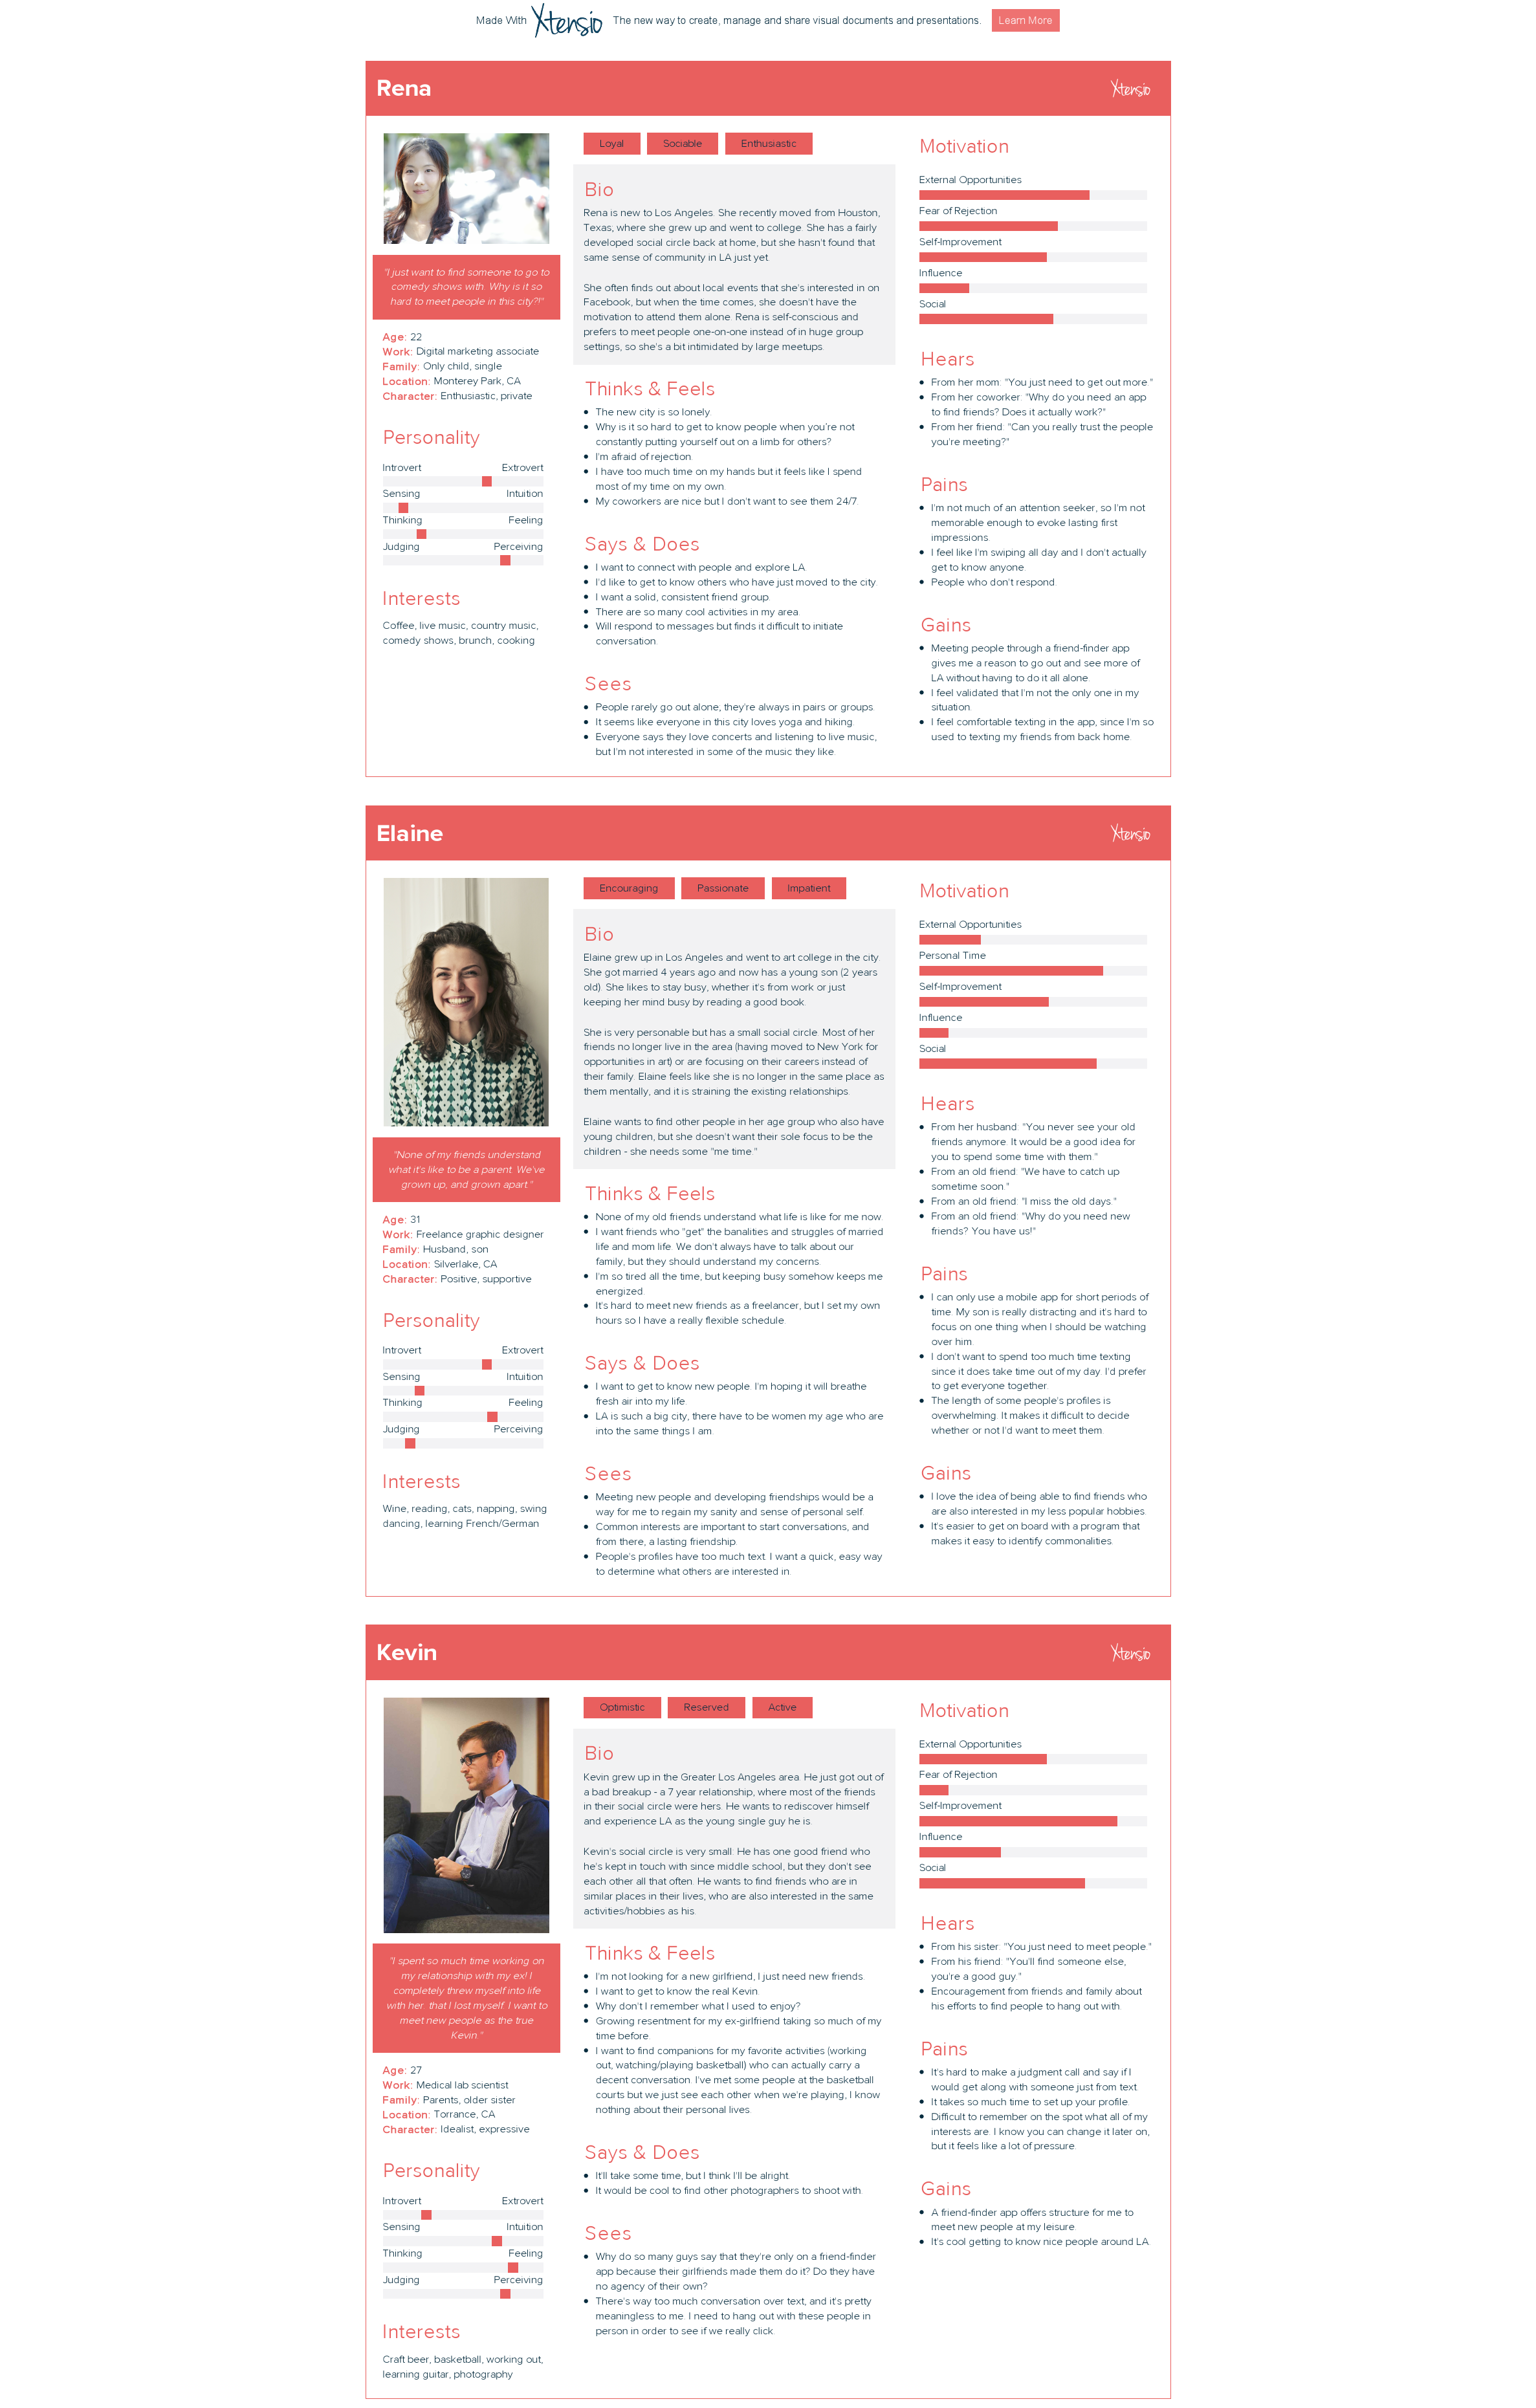 Made With Xtensio The new way to create, manage and share visual documents and presentations. Learn More
Rena
Xtensio
"I just want to find someone to go to
comedy shows with. Why is it so
hard to meet people in this city?!"
Age: 22
Work: Digital marketing associate
Family: Only child, single
Location: Monterey Park, CA
Character: Enthusiastic, private
Personality
Introvert Extrovert
Sensing Intuition
Thinking Feeling
Judging Perceiving
Interests
Coffee, live music, country music,
comedy shows, brunch, cooking
Loyal Sociable Enthusiastic
Bio
Rena is new to Los Angeles. She recently moved from Houston,
Texas; where she grew up and went to college. She has a fairly
developed social circle back at home, but she hasn't found that
same sense of community in LA just yet.
She often finds out about local events that she's interested in on
Facebook, but when the time comes, she doesn't have the
motivation to attend them alone. Rena is self-conscious and
prefers to meet people one-on-one instead of in huge group
settings, so she's a bit intimidated by large meetups.
Thinks & Feels
• The new city is so lonely.
• Why is it so hard to get to know people when you're not
constantly putting yourself out on a limb for others?
• I'm afraid of rejection.
• I have too much time on my hands but it feels like I spend
most of my time on my own.
• My coworkers are nice but I don't want to see them 24/7.
Says & Does
• I want to connect with people and explore LA
• I'd like to get to know others who have just moved to the city.
• I want a solid, consistent friend group.
• There are so many cool activities in my area.
• Will respond to messages but finds it difficult to initiate
conversation.
Sees
• People rarely go out alone, they're always in pairs or groups.
• It seems like everyone in this city loves yoga and hiking.
• Everyone says they love concerts and listening to live music,
but I'm not interested in some of the music they like.
Motivation
External Opportunities
Fear of Rejection
Self-Improvement
Influence
Social
Hears
• From her mom: "You just need to get out more."
• From her coworker: "Why do you need an app
to find friends? Does it actually work?"
• From her friend: "Can you really trust the people
you're meeting?"
Pains
• I'm not much of an attention seeker, so I'm not
memorable enough to evoke lasting first
impressions.
• I feel like I'm swiping all day and I don't actually
get to know anyone.
• People who don't respond.
Gains
• Meeting people through a friend-finder app
gives me a reason to go out and see more of
LA without having to do it all alone.
• I feel validated that I'm not the only one in my
situation.
• I feel comfortable texting in the app, since I'm so
used to texting my friends from back home.
Elaine
Xtensio
"None of my friends understand
what it's like to be a parent. We've
grown up, and grown apart."
Age: 31
Work: Freelance graphic designer
Family: Husband, son
Location: Silverlake, CA
Character: Positive, supportive
Personality
Introvert Extrovert
Sensing Intuition
Thinking Feeling
Judging Perceiving
Interests
Wine, reading, cats, napping, swing
dancing, learning French/German
Encouraging Passionate Impatient
Bio
Elaine grew up in Los Angeles and went to art college in the city.
She got married 4 years ago and now has a young son (2 years
old). She likes to stay busy, whether it's from work or just
keeping her mind busy by reading a good book.
She is very personable but has a small social circle. Most of her
friends no longer live in the area (having moved to New York for
opportunities in art) or are focusing on their careers instead of
their family. Elaine feels like she is no longer in the same place as
them mentally, and it is straining the existing relationships.
Elaine wants to find other people in her age group who also have
young children, but she doesn't want their sole focus to be the
children - she needs some "me time."
Thinks & Feels
• None of my old friends understand what life is like for me now.
• I want friends who "get" the banalities and struggles of married
life and mom life. We don't always have to talk about our
family, but they should understand my concerns.
• I'm so tired all the time, but keeping busy somehow keeps me
energized.
• It's hard to meet new friends as a freelancer, but I set my own
hours so I have a really flexible schedule.
Says & Does
• I want to get to know new people. I'm hoping it will breathe
fresh air into my life.
• LA is such a big city, there have to be women my age who are
into the same things I am.
Sees
• Meeting new people and developing friendships would be a
way for me to regain my sanity and sense of personal self.
• Common interests are important to start conversations, and
from there, a lasting friendship.
• People's profiles have too much text. I want a quick, easy way
to determine what others are interested in.
Motivation
External Opportunities
Personal Time
Self-Improvement
Influence
Social
Hears
• From her husband: "You never see your old
friends anymore. It would be a good idea for
you to spend some time with them."
• From an old friend: "We have to catch up
sometime soon."
• From an old friend: "I miss the old days."
• From an old friend: "Why do you need new
friends? You have us!"
Pains
• I can only use a mobile app for short periods of
time. My son is really distracting and it's hard to
focus on one thing when I should be watching
over him.
• I don't want to spend too much time texting
since it does take time out of my day. I'd prefer
to get everyone together.
• The length of some people's profiles is
overwhelming. It makes it difficult to decide
whether or not I'd want to meet them.
Gains
• I love the idea of being able to find friends who
are also interested in my less popular hobbies.
• It's easier to get on board with a program that
makes it easy to identify commonalities.
Kevin
Xtensio
"I spent so much time working on
my relationship with my ex! I
completely threw myself into life
with her. that I lost myself. I want to
meet new people as the true
Kevin."
Age: 27
Work: Medical lab scientist
Family: Parents, older sister
Location: Torrance, CA
Character: Idealist, expressive
Personality
Introvert Extrovert
Sensing Intuition
Thinking Feeling
Judging Perceiving
Interests
Craft beer, basketball, working out,
learning guitar, photography
Optimistic Reserved Active
Bio
Kevin grew up in the Greater Los Angeles area. He just got out of
a bad breakup - a 7 year relationship, where most of the friends
in their social circle were hers. He wants to rediscover himself
and experience LA as the young single guy he is.
Kevin's social circle is very small. He has one good friend who
he's kept in touch with since middle school, but they don't see
each other all that often. He wants to find friends who are in
similar places in their lives, who are also interested in the same
activities/hobbies as his.
Thinks & Feels
• I'm not looking for a new girlfriend, I just need new friends.
• I want to get to know the real Kevin.
• Why don't I remember what I used to enjoy?
• Growing resentment for my ex-girlfriend taking so much of my
time before.
• I want to find companions for my favorite activities (working
out, watching/playing basketball) who can actually carry a
decent conversation. I've met some people at the basketball
courts but we just see each other when we're playing, I know
nothing about their personal lives.
Says & Does
• It'll take some time, but I think I'll be alright.
• It would be cool to find other photographers to shoot with.
Sees
• Why do so many guys say that they're only on a friend-finder
app because their girlfriends made them do it? Do they have
no agency of their own?
• There's way too much conversation over text, and it's pretty
meaningless to me. I need to hang out with these people in
person in order to see if we really click.
Motivation
External Opportunities
Fear of Rejection
Self-Improvement
Influence
Social
Hears
• From his sister: "You just need to meet people."
• From his friend: "You'll find someone else,
you're a good guy."
• Encouragement from friends and family about
his efforts to find people to hang out with.
Pains
• It's hard to make a judgment call and say if I
would get along with someone just from text.
• It takes so much time to set up your profile.
• Difficult to remember on the spot what all of my
interests are. I know you can change it later on,
but it feels like a lot of pressure.
Gains
• A friend-finder app offers structure for me to
meet new people at my leisure.
• It's cool getting to know nice people around LA.